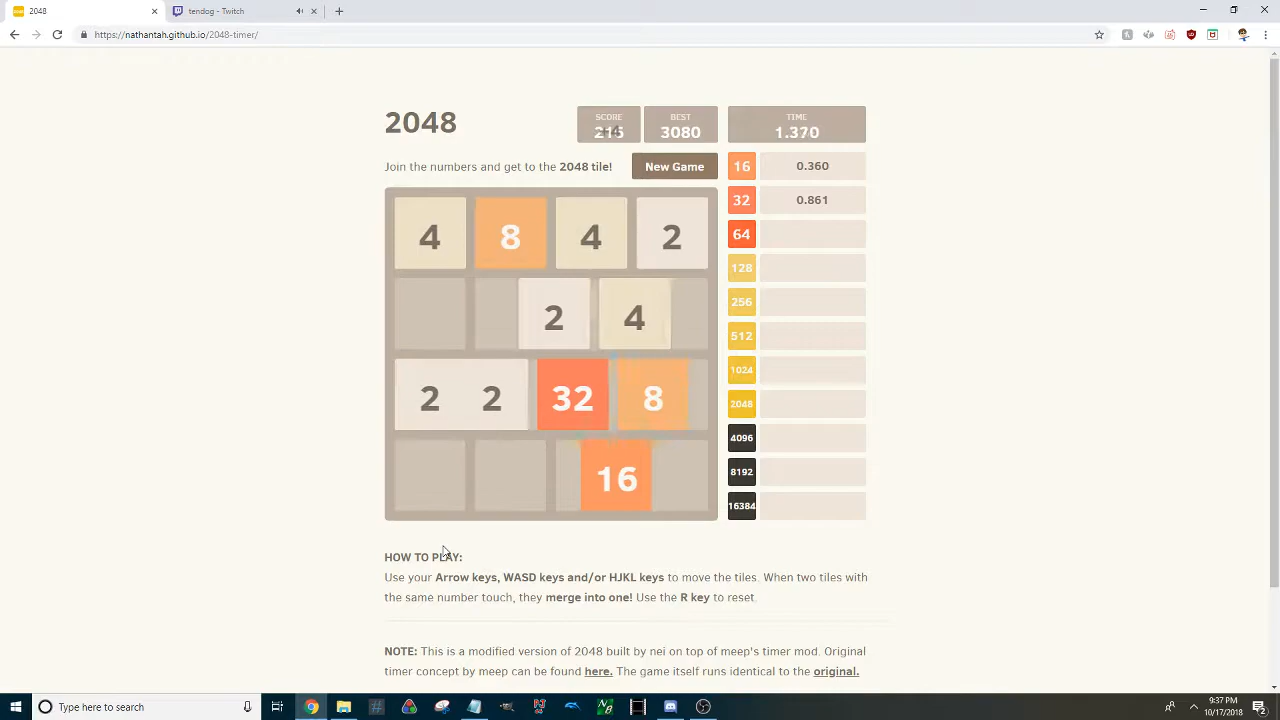 2048
tendog - Twitch
https://nathantah.github.io/2048-timer/
2048
SCORE
BEST
3080
TIME
1.370
Join the numbers and get to the 2048 tile!
New Game
16 0.360
32 0.861
64
128
256
512
1024
2048
4096
8192
16384
4 8 4 2
2 4
2 2 32 8
16
HOW TO PLAY:
Use your Arrow keys, WASD keys and/or HJKL keys to move the tiles. When two tiles with
the same number touch, they merge into one! Use the R key to reset.
NOTE: This is a modified version of 2048 built by nei on top of meep's timer mod. Original
timer concept by meep can be found here. The game itself runs identical to the original.
Type here to search
9:37 PM
10/17/2018
2